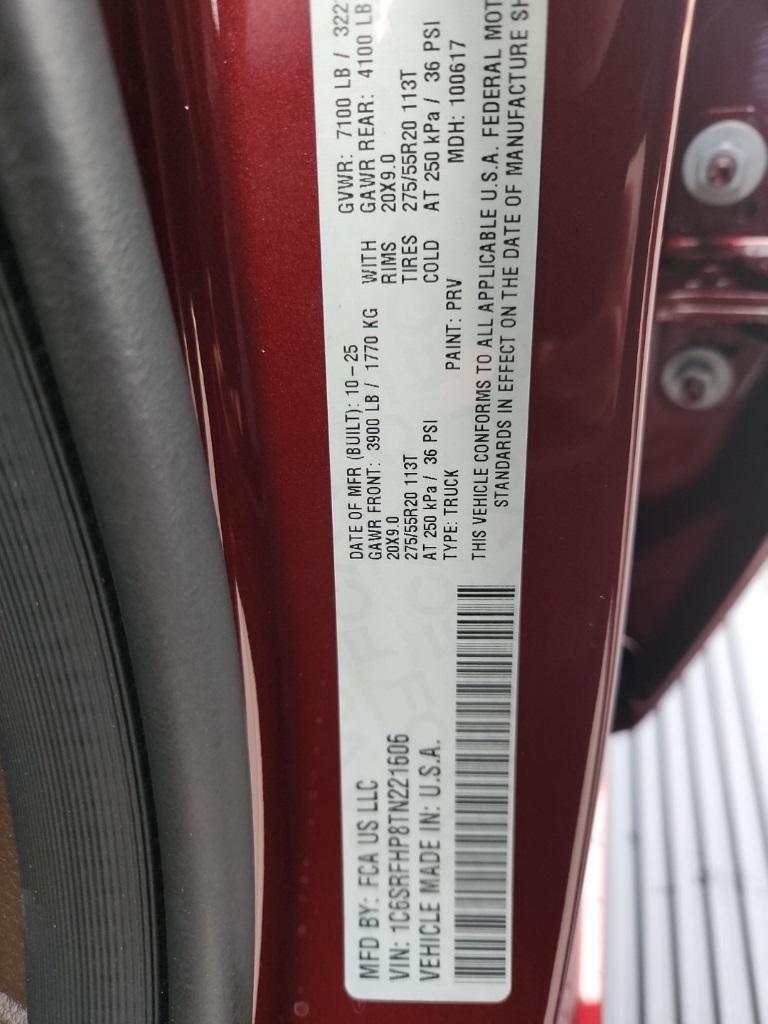 MFD BY: FCA US LLC
VIN: 1C6SRFHP8TN221606
VEHICLE MADE IN: U.S.A.
DATE OF MFR (BUILT): 10-25 GVWR: 7100 LB /
GAWR FRONT: 3900 LB / 1770 KG WITH GAWR REAR: 4100 LB
20X9.0 RIMS 20X9.0
275/55R20 113T TIRES 275/55R20 113T
AT 250 kPa / 36 PSI COLD AT 250 kPa / 36 PSI
TYPE: TRUCK PAINT: PRV MDH: 100617
THIS VEHICLE CONFORMS TO ALL APPLICABLE U.S.A. FEDERAL MOT
STANDARDS IN EFFECT ON THE DATE OF MANUFACTURE SH